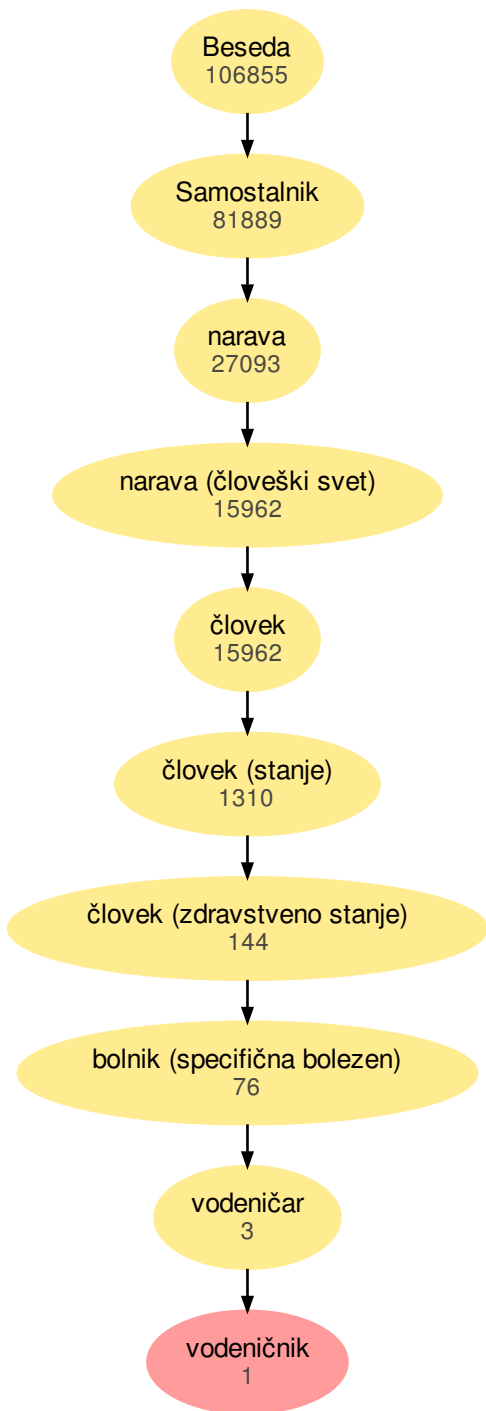 Beseda
106855
Samostalnik
81889
narava
27093
narava (človeški svet)
15962
človek
15962
človek (stanje)
1310
človek (zdravstveno stanje)
144
bolnik (specifična bolezen)
76
vodeničar
3
vodeničnik
1